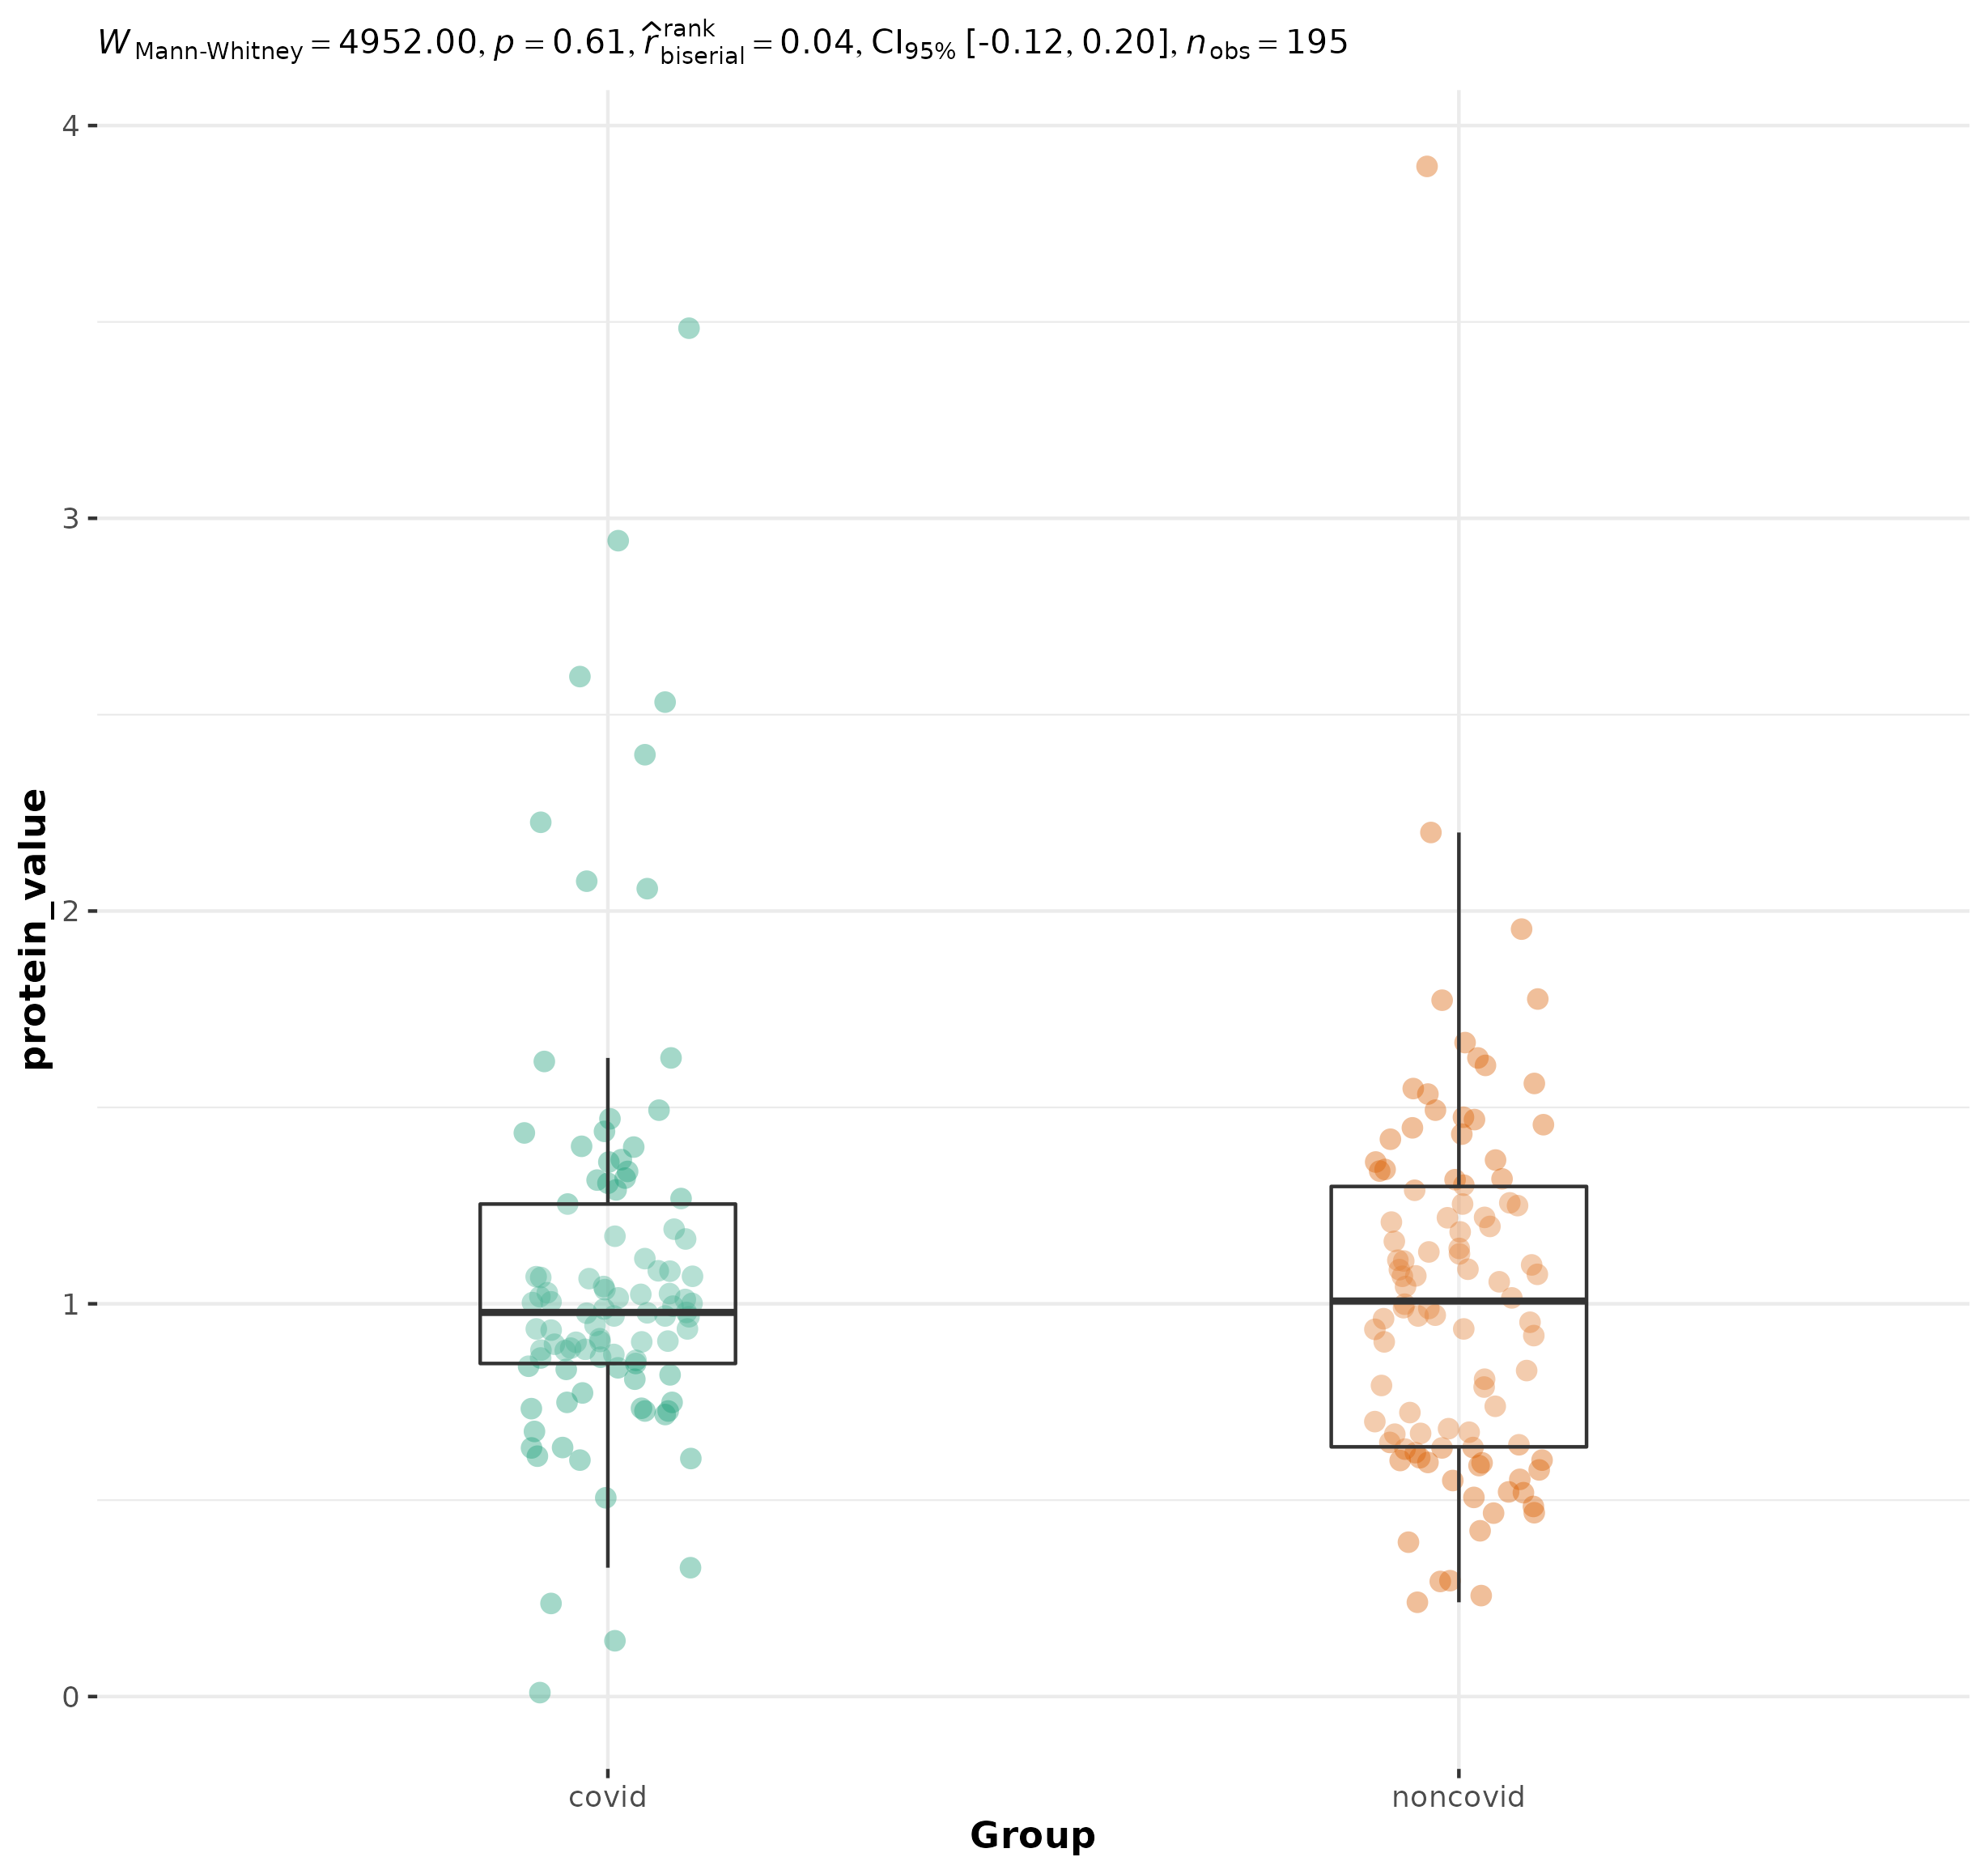 W Mann-Whitney = 4952.00, p = 0.61, r̂ rank biserial = 0.04, CI95% [-0.12, 0.20], nobs = 195
4
3
2
1
0
protein_value
covid noncovid
Group